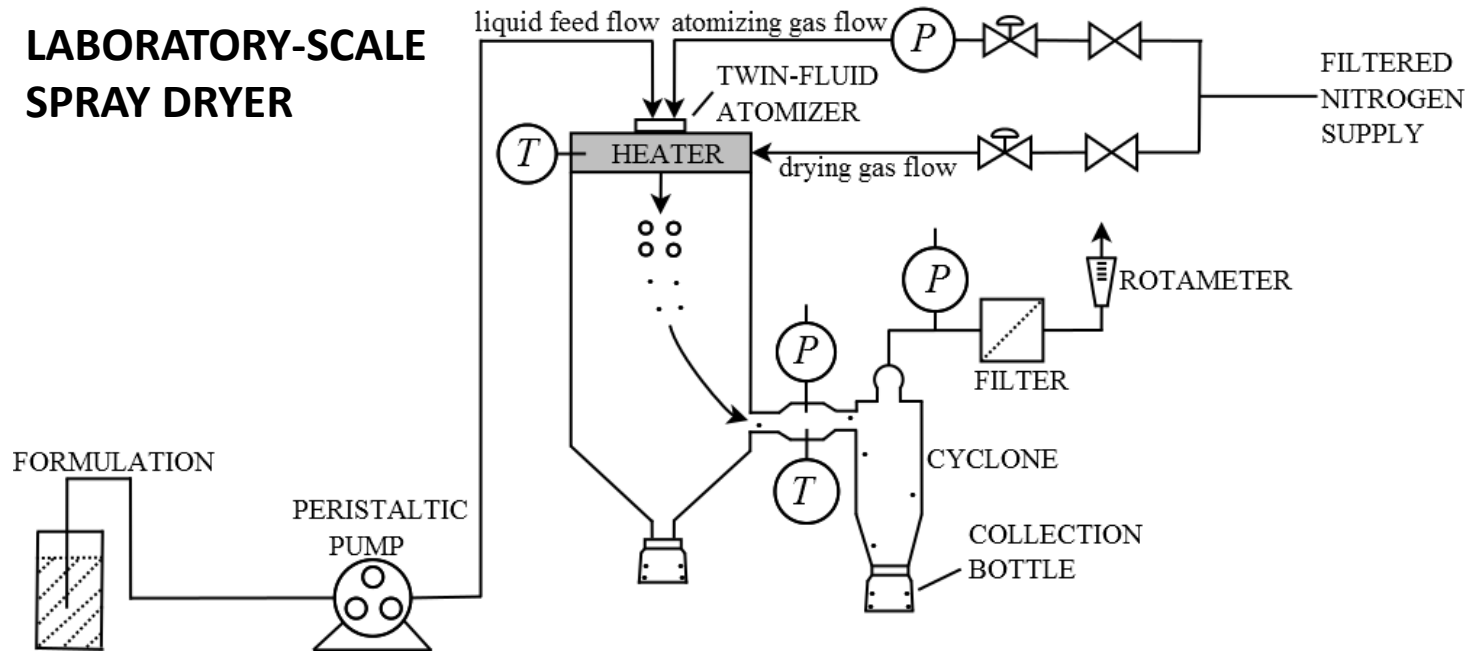 LABORATORY-SCALE
SPRAY DRYER
liquid feed flow
atomizing gas flow
P
TWIN-FLUID
ATOMIZER
FILTERED
NITROGEN
SUPPLY
T
HEATER
drying gas flow
P
ROTAMETER
P
FILTER
T
CYCLONE
FORMULATION
PERISTALTIC
PUMP
COLLECTION
BOTTLE